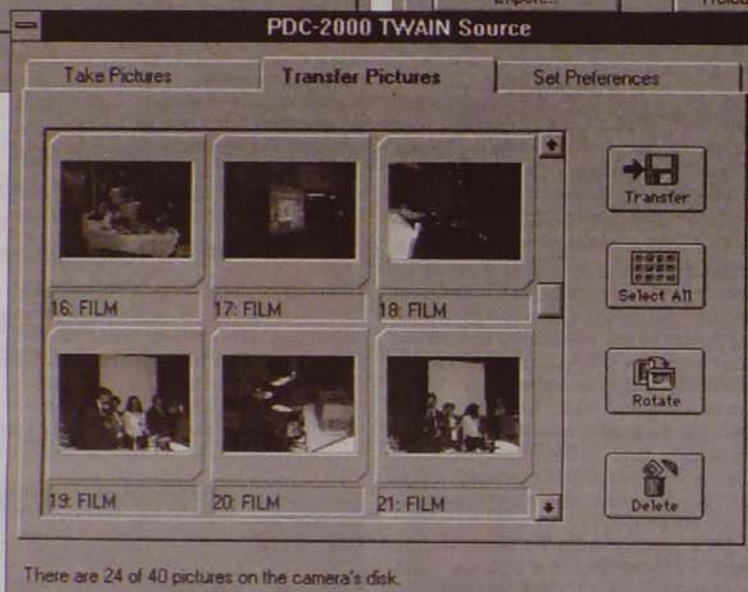 PDC-2000 TWAIN Source
Take Pictures
Transfer Pictures
Set Preferences
16: FILM
17: FILM
18: FILM
19: FILM
20: FILM
21: FILM
Transfer
Select All
Rotate
Delete
There are 24 of 40 pictures on the camera's disk.